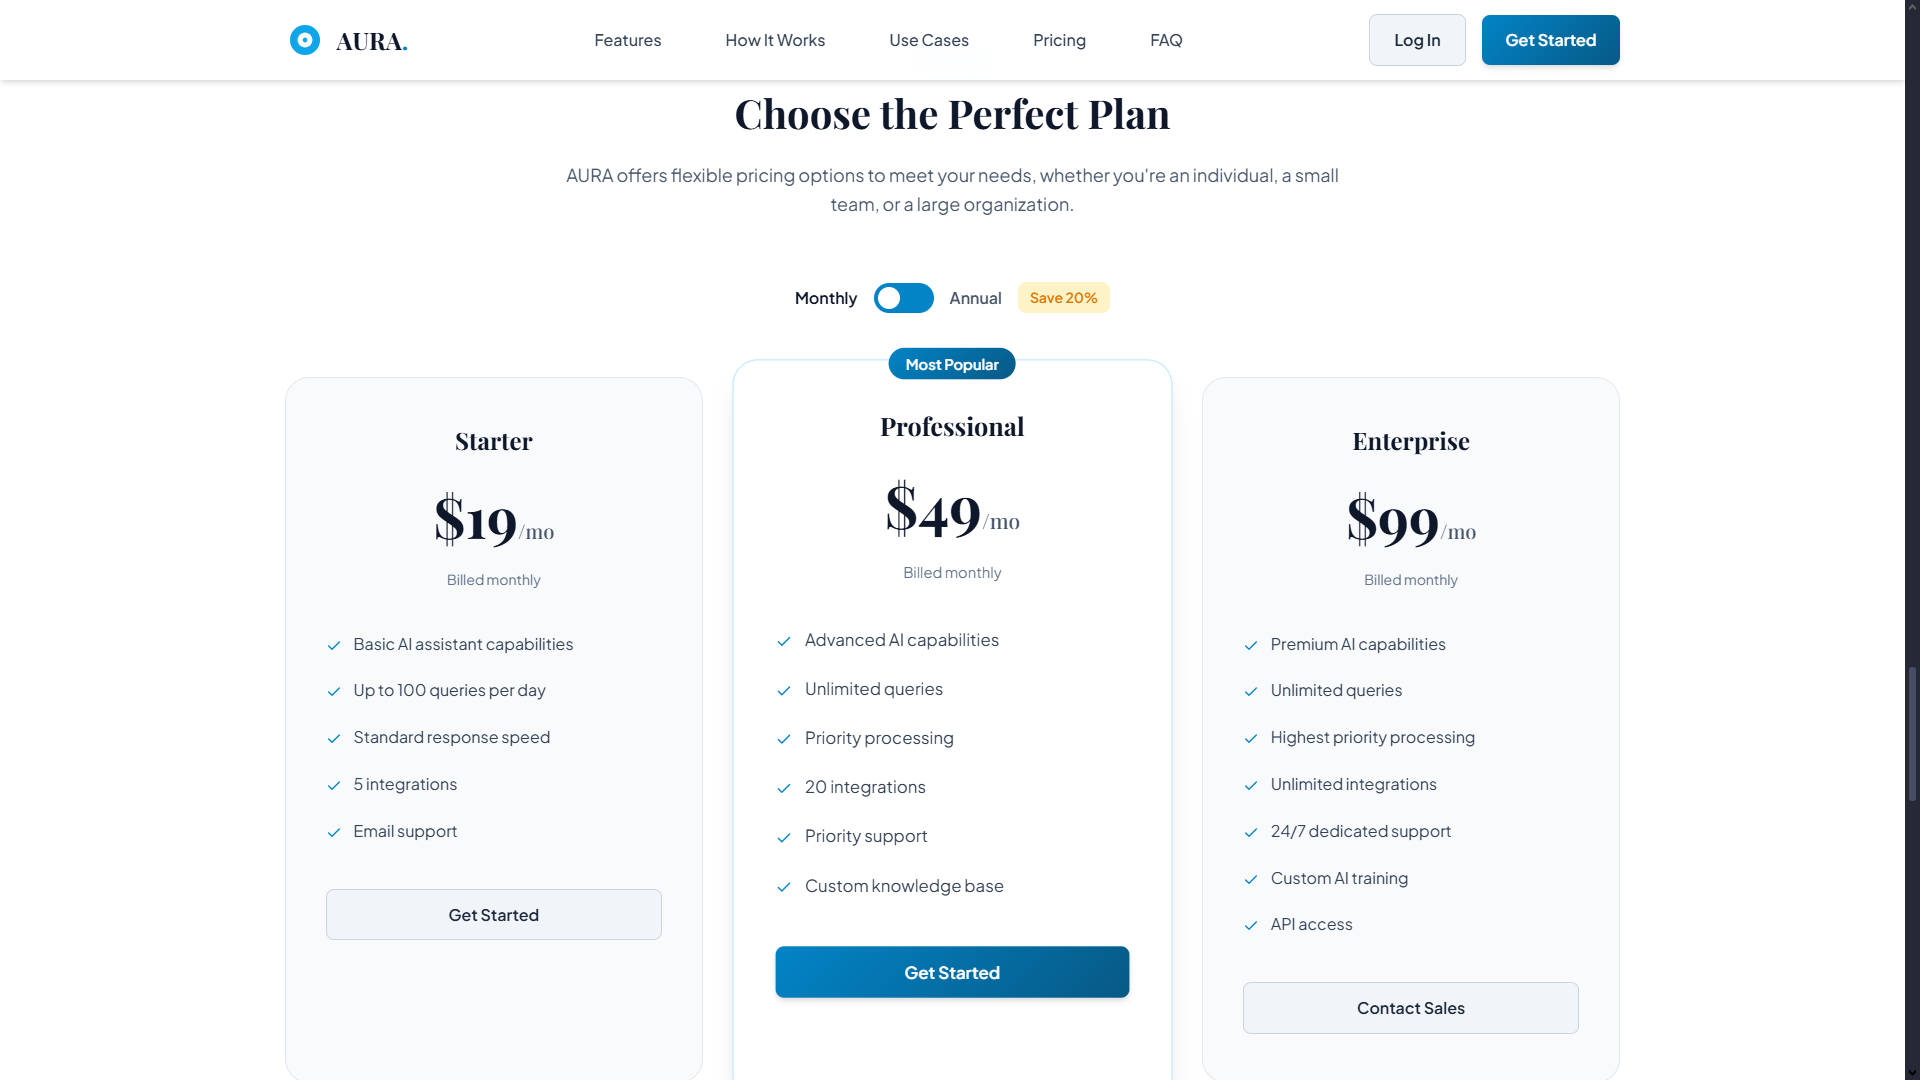 AURA.
Features
How It Works
Use Cases
Pricing
FAQ
Log In
Get Started
Choose the Perfect Plan
AURA offers flexible pricing options to meet your needs, whether you're an individual, a small
team, or a large organization.
Monthly
Annual
Save 20%
Starter
$19/mo
Billed monthly
Basic AI assistant capabilities
Up to 100 queries per day
Standard response speed
5 integrations
Email support
Get Started
Most Popular
Professional
$49/mo
Billed monthly
Advanced AI capabilities
Unlimited queries
Priority processing
20 integrations
Priority support
Custom knowledge base
Get Started
Enterprise
$99/mo
Billed monthly
Premium AI capabilities
Unlimited queries
Highest priority processing
Unlimited integrations
24/7 dedicated support
Custom AI training
API access
Contact Sales